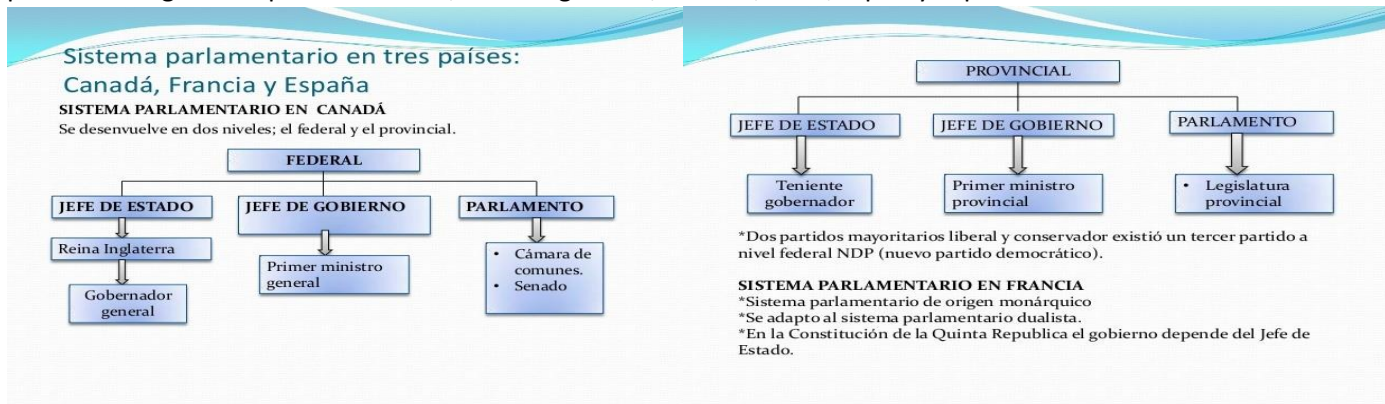 Sistema parlamentario en tres países:
Canadá, Francia y España
SISTEMA PARLAMENTARIO EN CANADÁ
Se desenvuelve en dos niveles; el federal y el provincial.
FEDERAL
JEFE DE ESTADO
JEFE DE GOBIERNO
PARLAMENTO
Reina Inglaterra
Gobernador
general
Primer ministro
general
• Cámara de
comunes.
• Senado
PROVINCIAL
JEFE DE ESTADO
JEFE DE GOBIERNO
PARLAMENTO
Teniente
gobernador
Primer ministro
provincial
• Legislatura
provincial
*Dos partidos mayoritarios liberal y conservador existió un tercer partido a
nivel federal NDP (nuevo partido democrático).
SISTEMA PARLAMENTARIO EN FRANCIA
*Sistema parlamentario de origen monárquico
*Se adapto al sistema parlamentario dualista.
*En la Constitución de la Quinta Republica el gobierno depende del Jefe de
Estado.